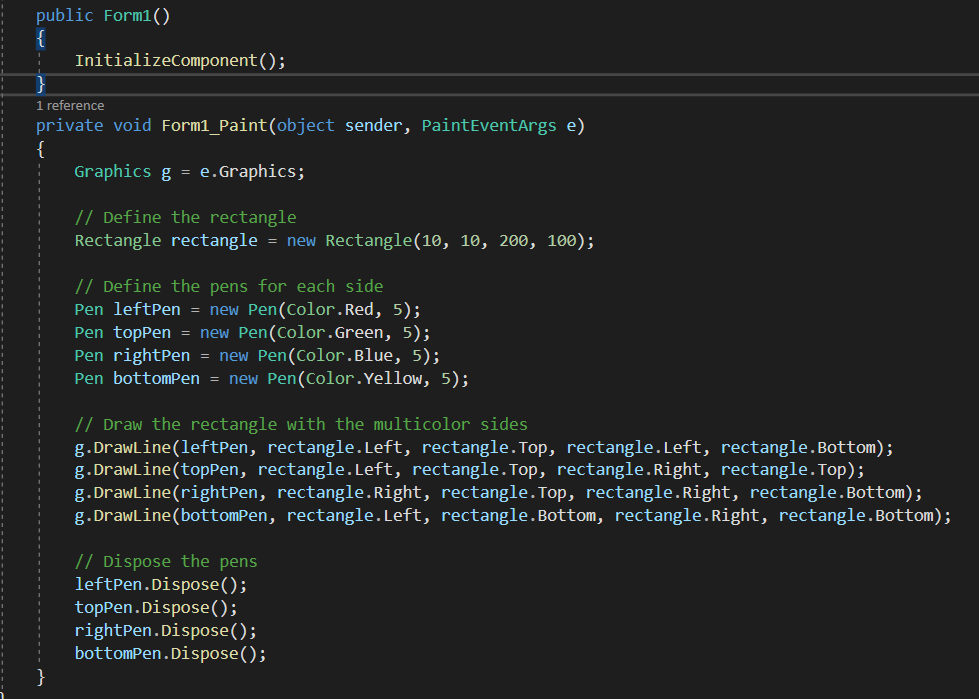 public Form1()
{
    InitializeComponent();
}
1 reference
private void Form1_Paint(object sender, PaintEventArgs e)
{
    Graphics g = e.Graphics;

    // Define the rectangle
    Rectangle rectangle = new Rectangle(10, 10, 200, 100);

    // Define the pens for each side
    Pen leftPen = new Pen(Color.Red, 5);
    Pen topPen = new Pen(Color.Green, 5);
    Pen rightPen = new Pen(Color.Blue, 5);
    Pen bottomPen = new Pen(Color.Yellow, 5);

    // Draw the rectangle with the multicolor sides
    g.DrawLine(leftPen, rectangle.Left, rectangle.Top, rectangle.Left, rectangle.Bottom);
    g.DrawLine(topPen, rectangle.Left, rectangle.Top, rectangle.Right, rectangle.Top);
    g.DrawLine(rightPen, rectangle.Right, rectangle.Top, rectangle.Right, rectangle.Bottom);
    g.DrawLine(bottomPen, rectangle.Left, rectangle.Bottom, rectangle.Right, rectangle.Bottom);

    // Dispose the pens
    leftPen.Dispose();
    topPen.Dispose();
    rightPen.Dispose();
    bottomPen.Dispose();
}